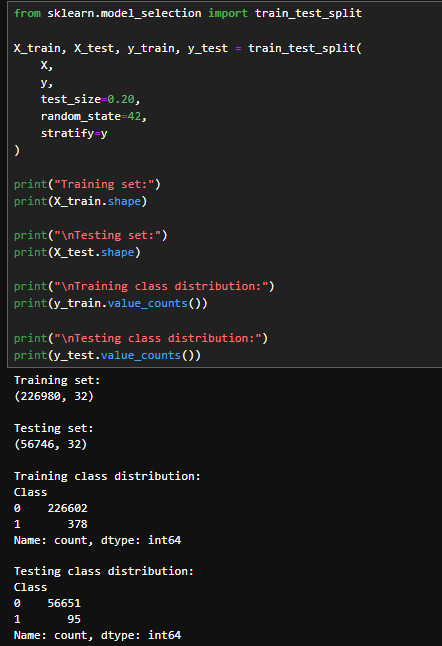 from sklearn.model_selection import train_test_split

X_train, X_test, y_train, y_test = train_test_split(
    X,
    y,
    test_size=0.20,
    random_state=42,
    stratify=y
)

print("Training set:")
print(X_train.shape)

print("\nTesting set:")
print(X_test.shape)

print("\nTraining class distribution:")
print(y_train.value_counts())

print("\nTesting class distribution:")
print(y_test.value_counts())
Training set:
(226980, 32)

Testing set:
(56746, 32)

Training class distribution:
Class
0    226602
1       378
Name: count, dtype: int64

Testing class distribution:
Class
0    56651
1       95
Name: count, dtype: int64